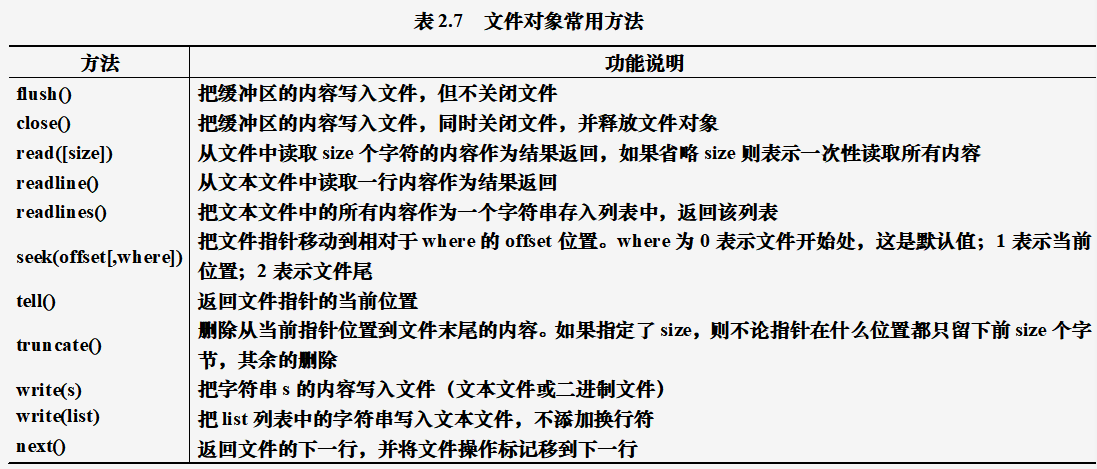 表 2.7 文件对象常用方法
方法 功能说明
flush() 把缓冲区的内容写入文件，但不关闭文件
close() 把缓冲区的内容写入文件，同时关闭文件，并释放文件对象
read([size]) 从文件中读取 size 个字符的内容作为结果返回，如果省略 size 则表示一次性读取所有内容
readline() 从文本文件中读取一行内容作为结果返回
readlines() 把文本文件中的所有内容作为一个字符串存入列表中，返回该列表
seek(offset[,where]) 把文件指针移动到相对于 where 的 offset 位置。where 为 0 表示文件开始处，这是默认值；1 表示当前
位置；2 表示文件尾
tell() 返回文件指针的当前位置
truncate() 删除从当前指针位置到文件末尾的内容。如果指定了 size，则不论指针在什么位置都只留下前 size 个字
节，其余的删除
write(s) 把字符串 s 的内容写入文件（文本文件或二进制文件）
write(list) 把 list 列表中的字符串写入文本文件，不添加换行符
next() 返回文件的下一行，并将文件操作标记移到下一行